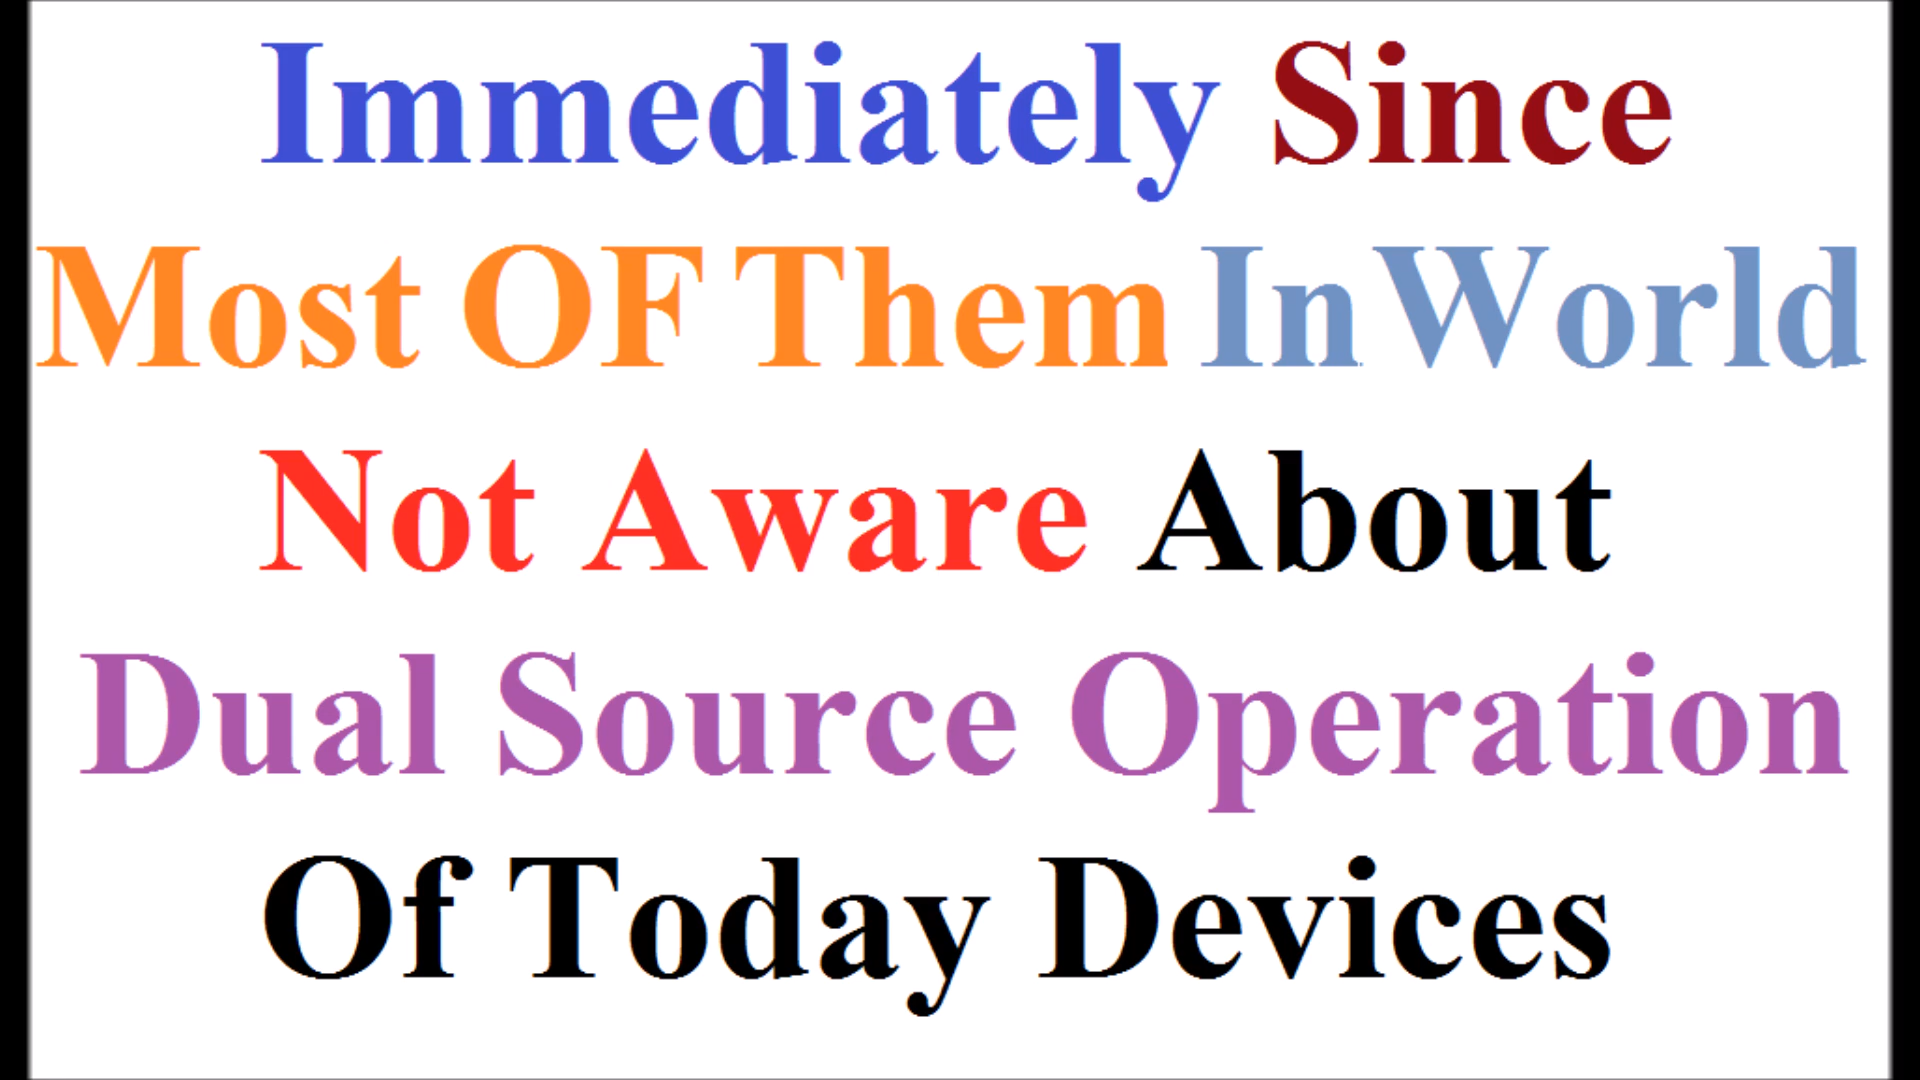 Immediately Since
Most OF Them In World
Not Aware About
Dual Source Operation
Of Today Devices